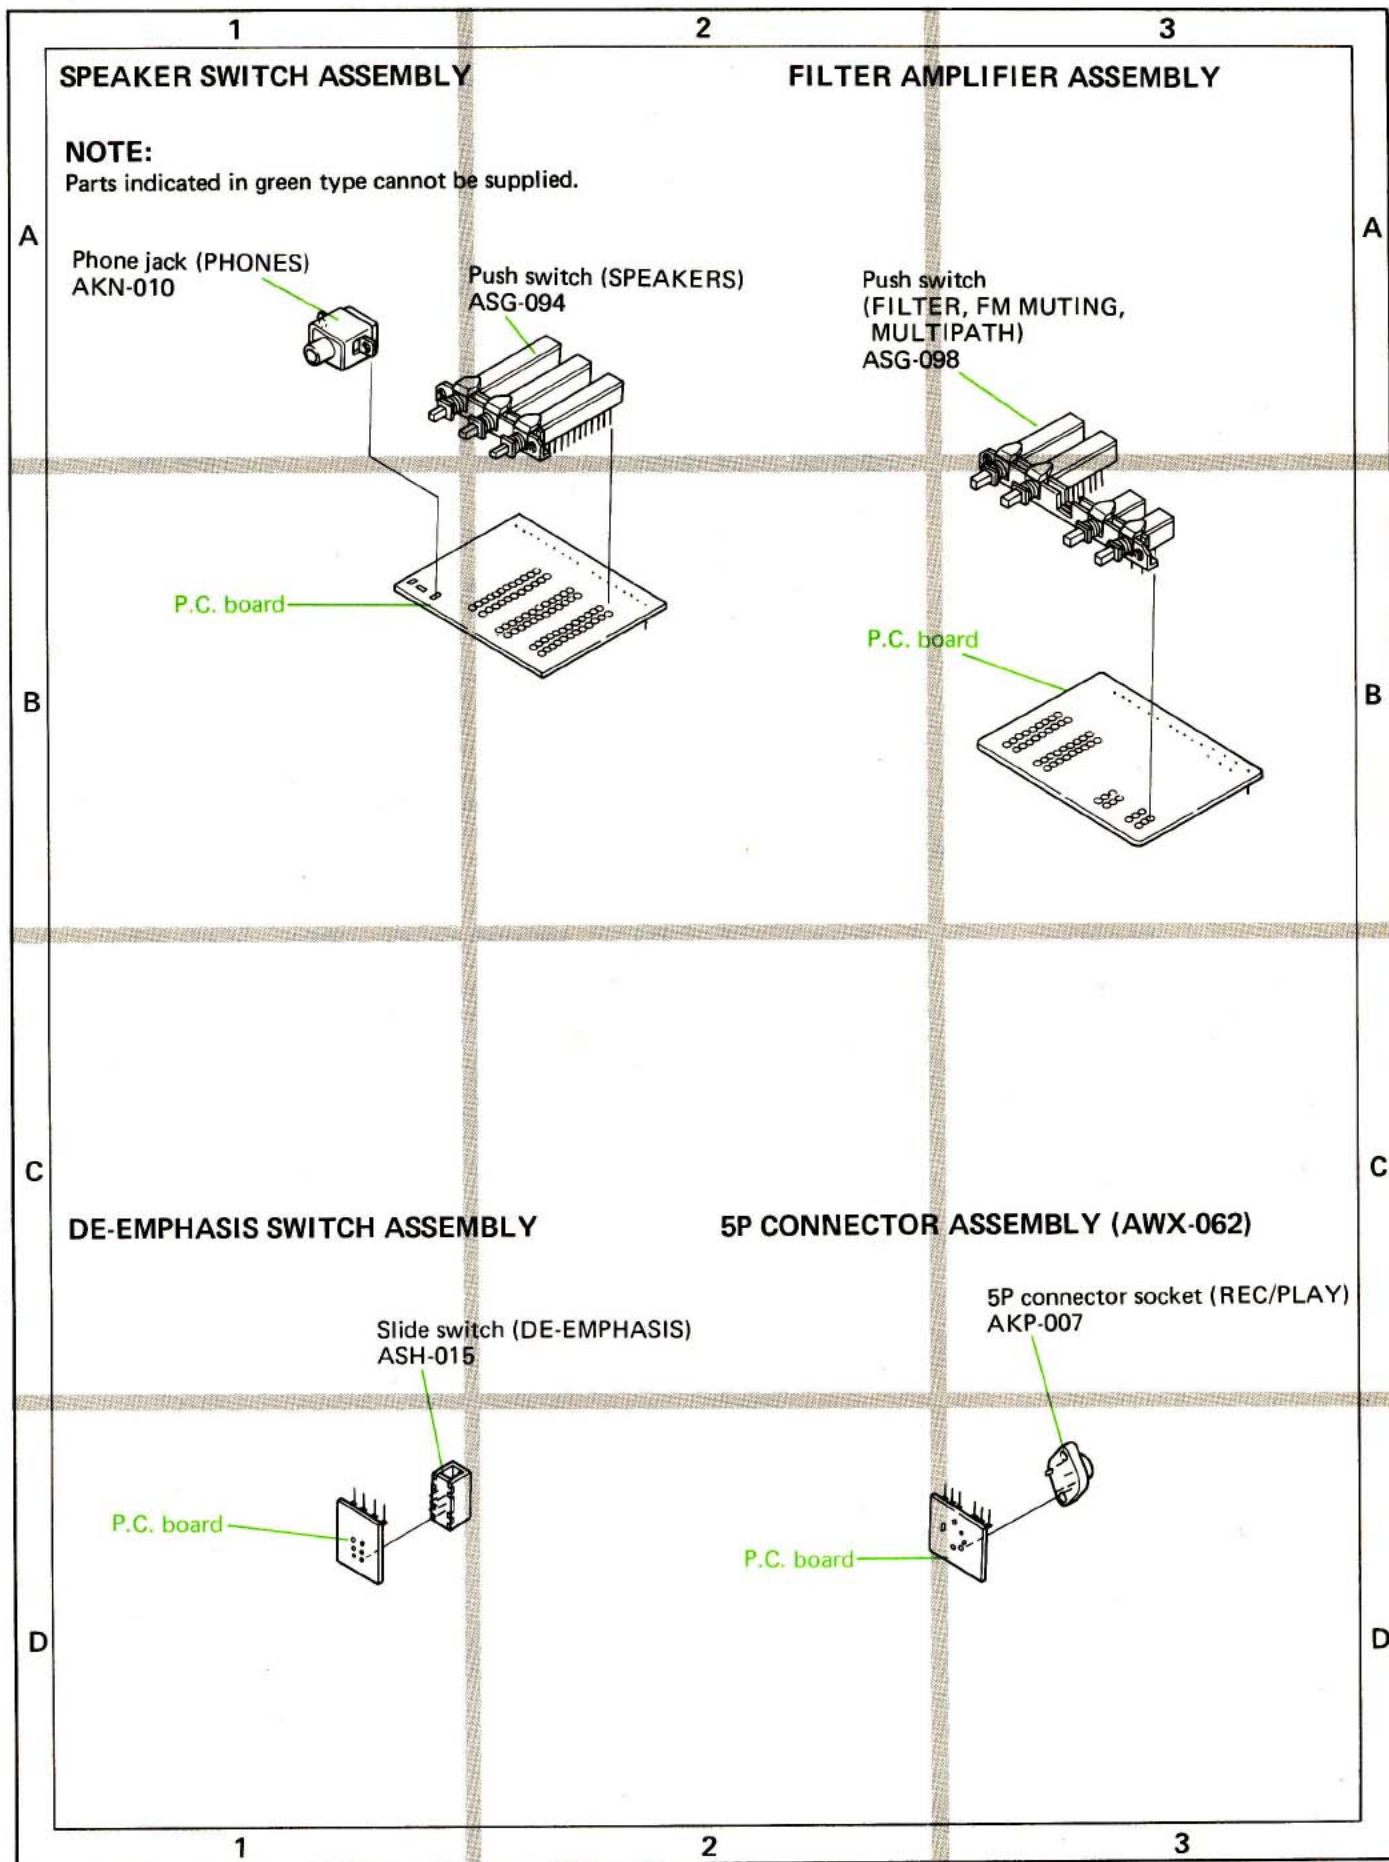 1 2 3
SPEAKER SWITCH ASSEMBLY
FILTER AMPLIFIER ASSEMBLY
NOTE:
Parts indicated in green type cannot be supplied.
A A
Phone jack (PHONES)
AKN-010
Push switch (SPEAKERS)
ASG-094
Push switch
(FILTER, FM MUTING,
MULTIPATH)
ASG-098
P.C. board
P.C. board
B B
C C
DE-EMPHASIS SWITCH ASSEMBLY
5P CONNECTOR ASSEMBLY (AWX-062)
Slide switch (DE-EMPHASIS)
ASH-015
5P connector socket (REC/PLAY)
AKP-007
P.C. board
P.C. board
D D
1 2 3